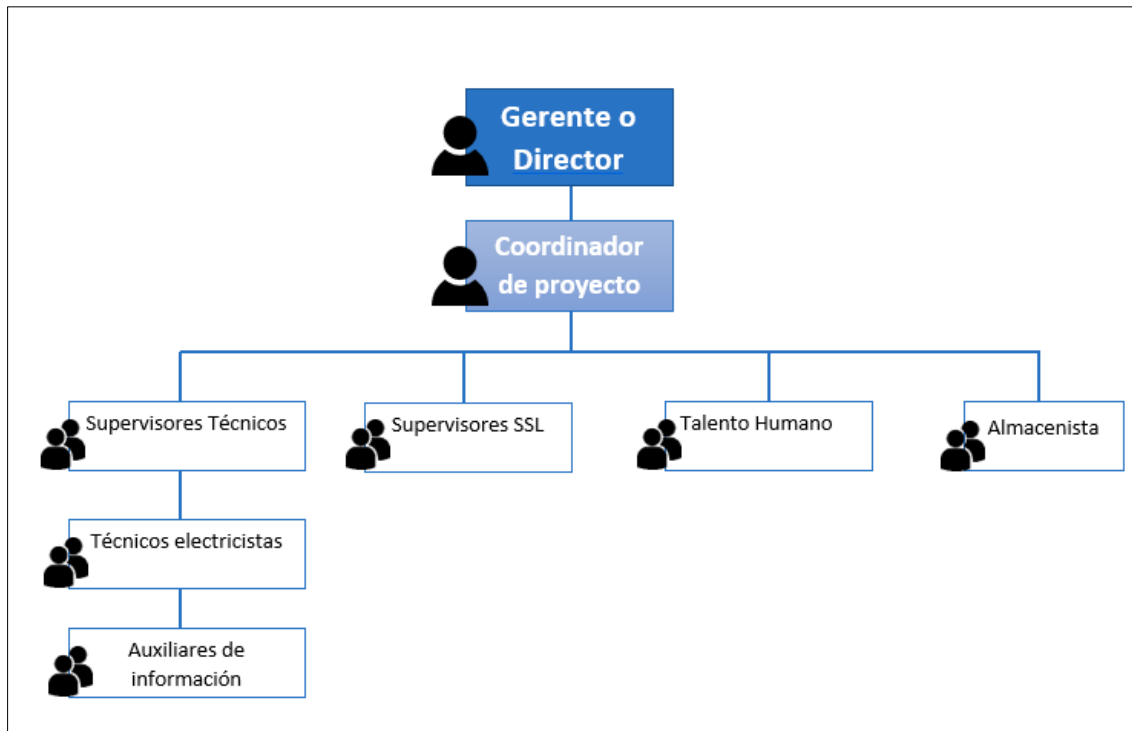 Gerente o
Director
Coordinador
de proyecto
Supervisores Técnicos
Supervisores SSL
Talento Humano
Almacenista
Técnicos electricistas
Auxiliares de
información